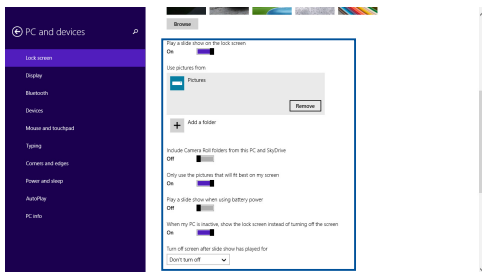 Browse
PC and devices
Lock screen
Display
Bluetooth
Devices
Mouse and touchpad
Typing
Corners and edges
Power and sleep
AutoPlay
PC info
Play a slide show on the lock screen
On
Use pictures from
Pictures
Remove
Add a folder
Include Camera Roll folders from this PC and SkyDrive
Off
Only use the pictures that will fit best on my screen
On
Play a slide show when using battery power
Off
When my PC is inactive, show the lock screen instead of turning off the screen
On
Turn off screen after slide show has played for
Don't turn off